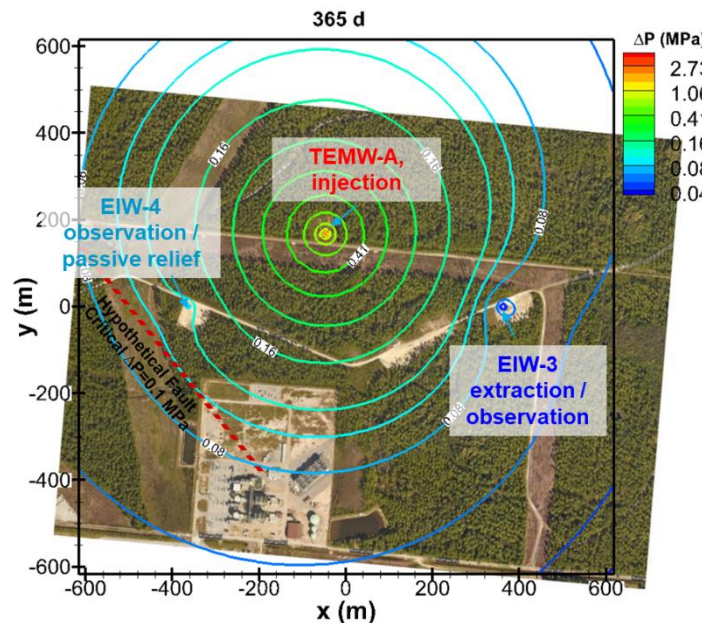 365 d
ΔP (MPa)
2.73
1.06
0.41
0.16
0.08
0.04
600
400
200
0
-200
-400
-600
y (m)
-600
-400
-200
0
200
400
600
x (m)
TEMW-A,
injection
EIW-4
observation /
passive relief
EIW-3
extraction /
observation
Hypothetical Fault
Critical ΔP=0.1 MPa
0.16
0.16
0.08
0.41
0.16
0.08
0.08